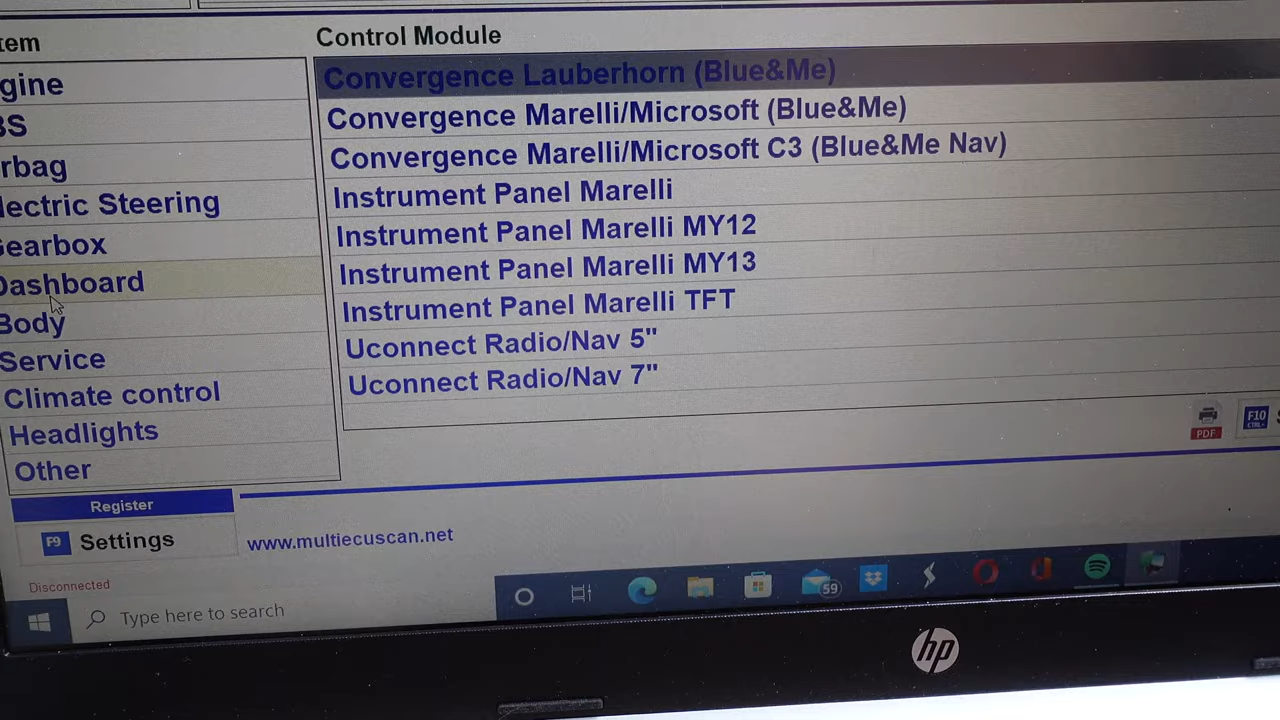 tem
Control Module
gine
BS
rbag
lectric Steering
Gearbox
Dashboard
Body
Service
Climate control
Headlights
Other
Convergence Lauberhorn (Blue&Me)
Convergence Marelli/Microsoft (Blue&Me)
Convergence Marelli/Microsoft C3 (Blue&Me Nav)
Instrument Panel Marelli
Instrument Panel Marelli MY12
Instrument Panel Marelli MY13
Instrument Panel Marelli TFT
Uconnect Radio/Nav 5"
Uconnect Radio/Nav 7"
PDF
F10
CTRL+
Register
F9 Settings
www.multiecuscan.net
Disconnected
Type here to search
59
hp